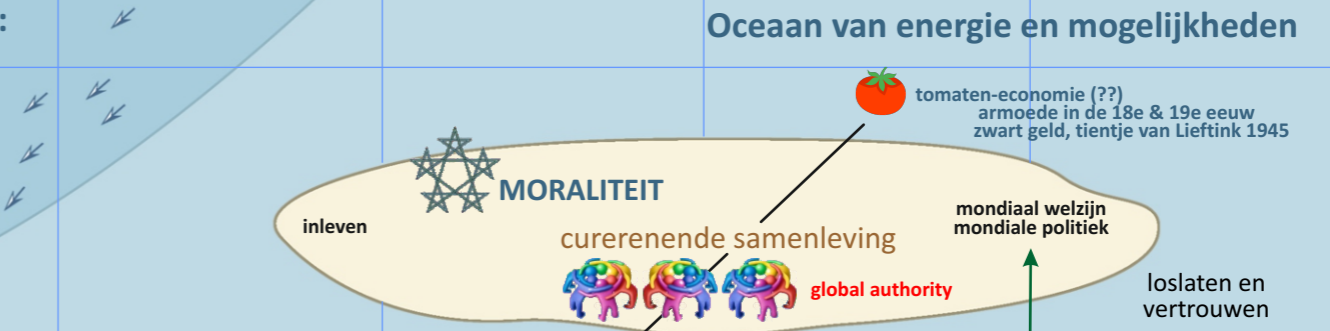 :
Oceaan van energie en mogelijkheden
tomaten-economie (??)
armoede in de 18e & 19e eeuw
zwart geld, tientje van Lieftink 1945
MORALITEIT
inleven
mondiaal welzijn
mondiale politiek
curerenende samenleving
global authority
loslaten en
vertrouwen